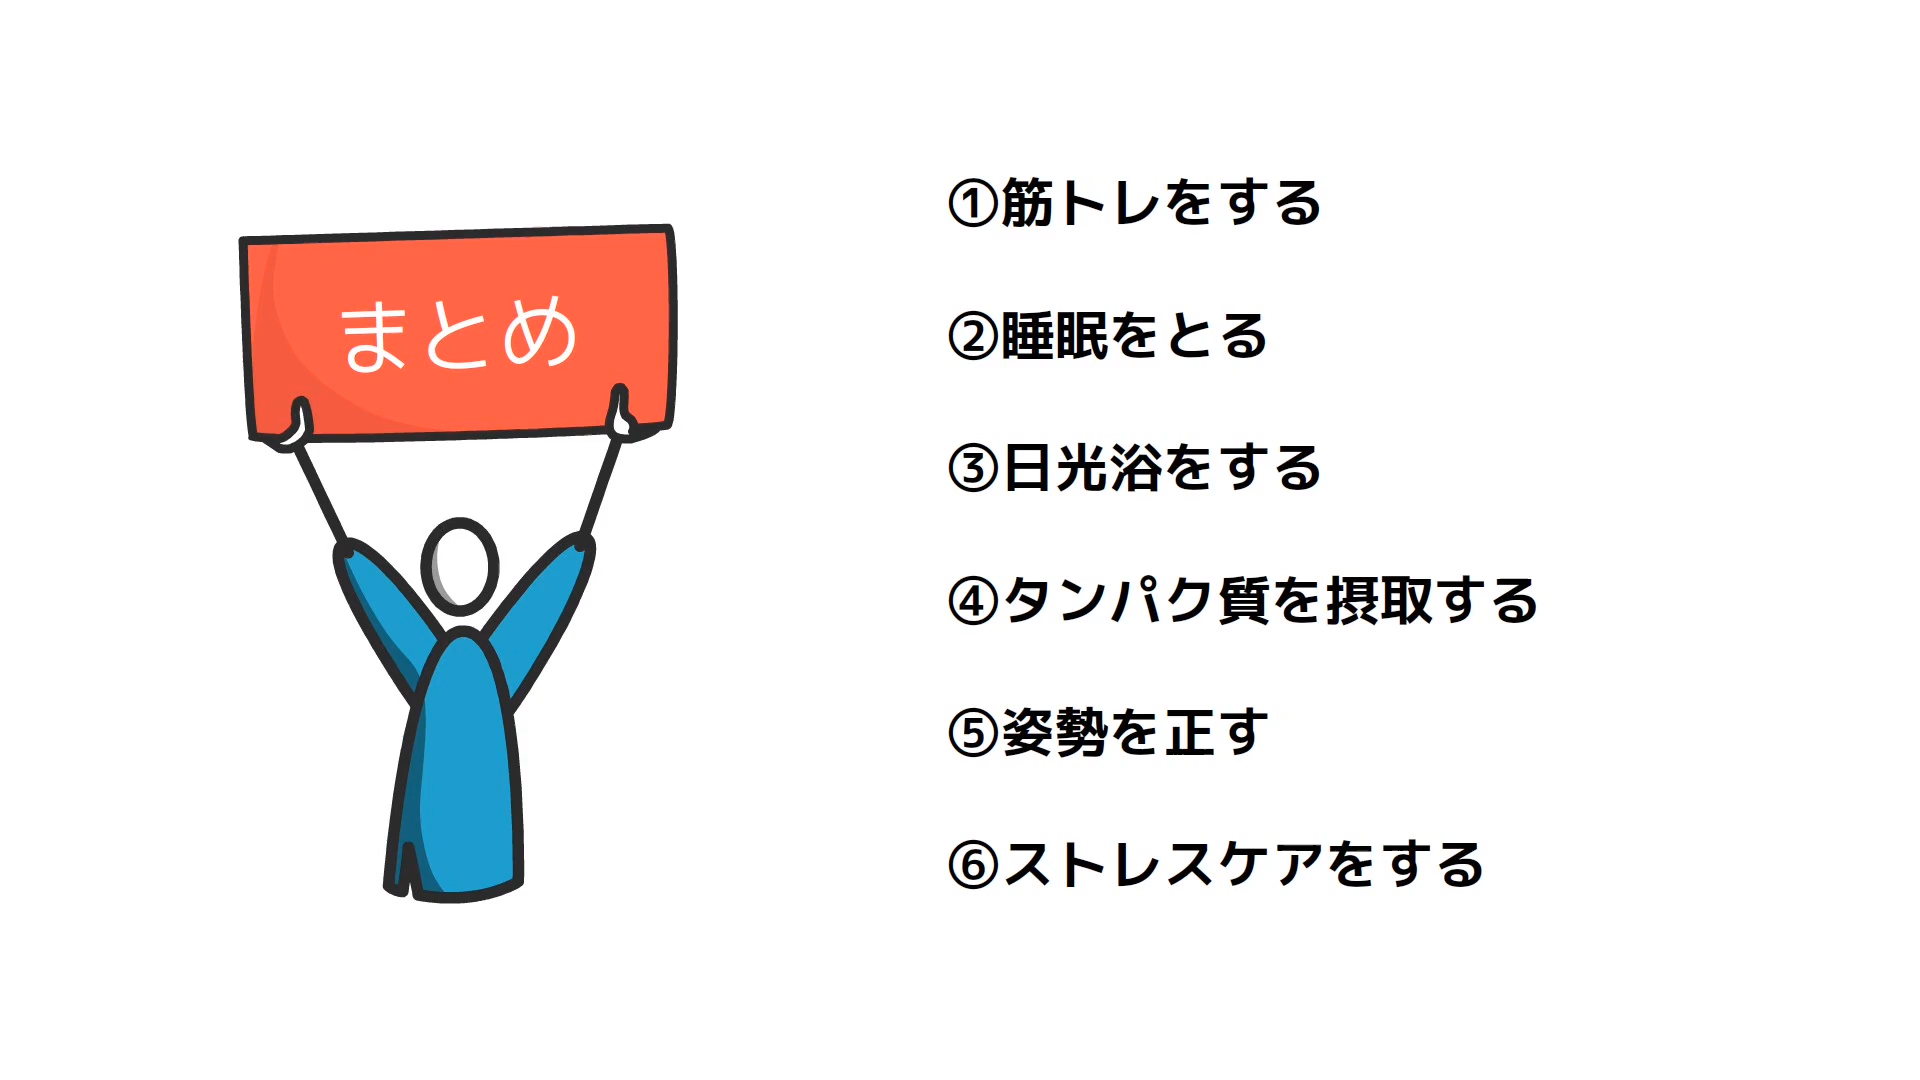 まとめ
①筋トレをする
②睡眠をとる
③日光浴をする
④タンパク質を摂取する
⑤姿勢を正す
⑥ストレスケアをする